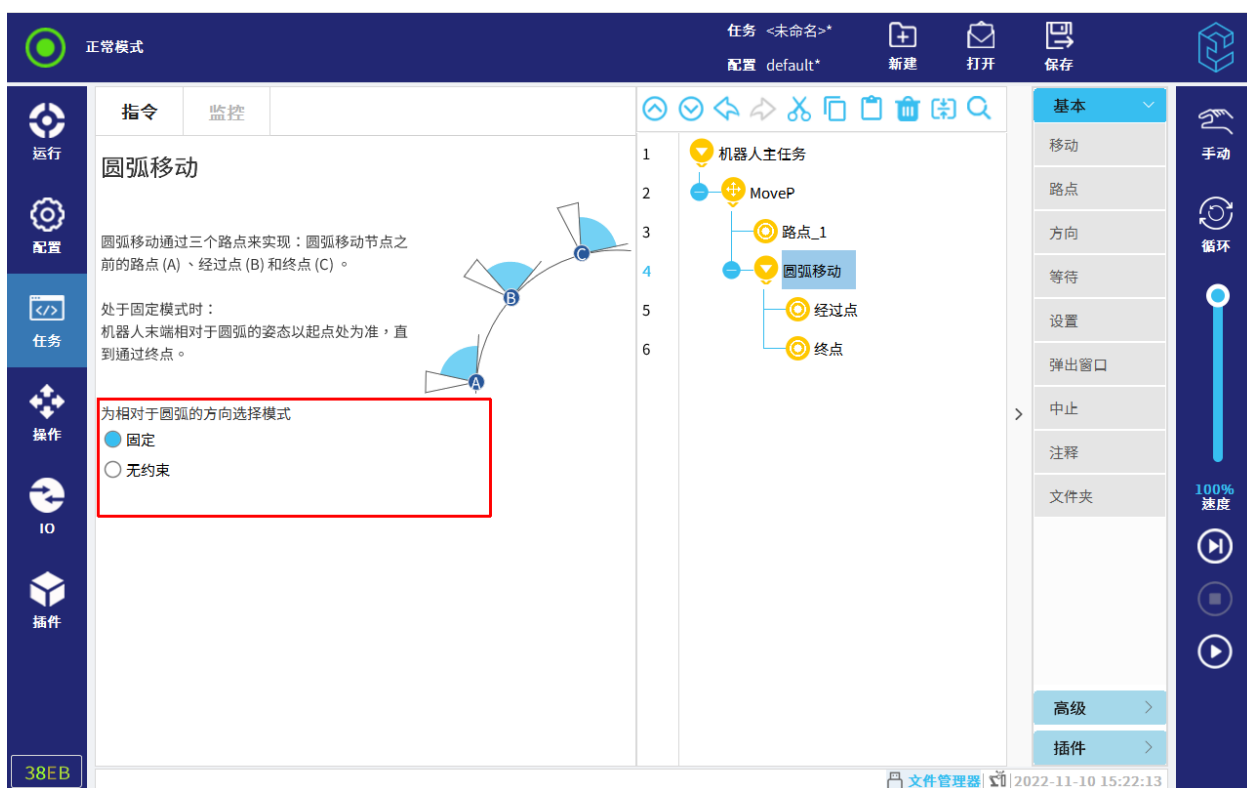 正常模式
任务 <未命名>*
配置 default*
新建
打开
保存
运行
配置
任务
操作
IO
插件
38EB
指令
监控
圆弧移动
圆弧移动通过三个路点来实现：圆弧移动节点之
前的路点 (A) 、经过点 (B) 和终点 (C) 。
处于固定模式时：
机器人末端相对于圆弧的姿态以起点处为准，直
到通过终点。
A
B
C
为相对于圆弧的方向选择模式
固定
无约束
1 机器人主任务
2 MoveP
3 路点_1
4 圆弧移动
5 经过点
6 终点
基本
移动
路点
方向
等待
设置
弹出窗口
中止
注释
文件夹
高级
插件
手动
循环
100%
速度
文件管理器
2022-11-10 15:22:13